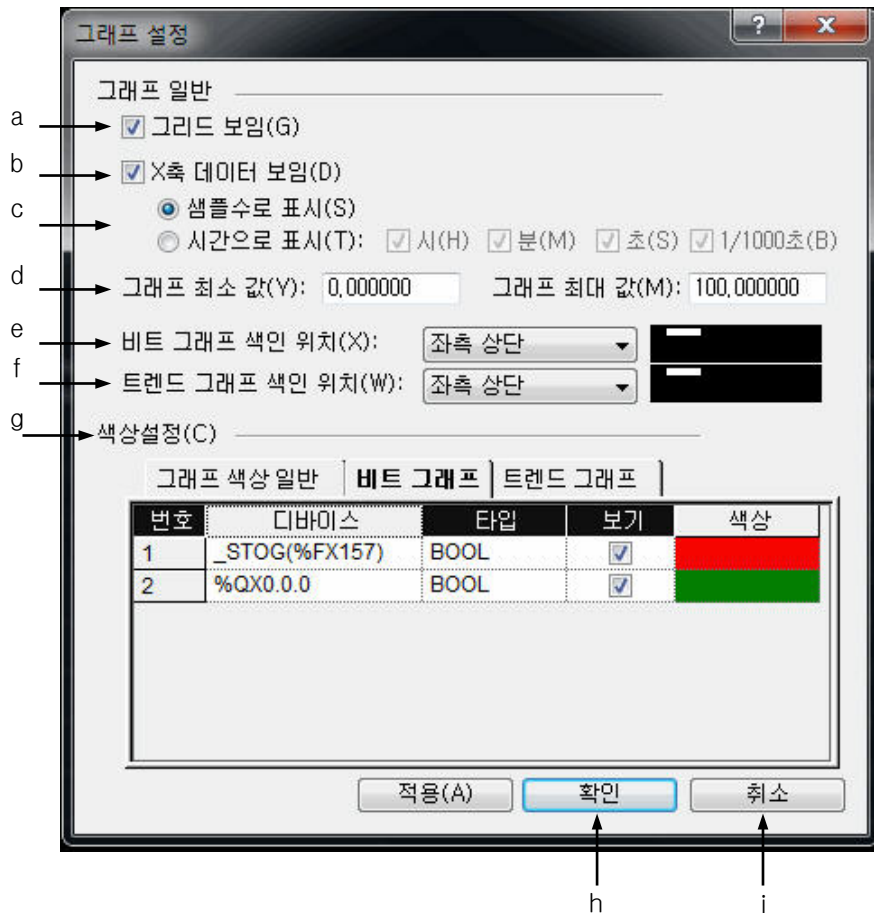 그래프 설정
?
그래프 일반
a
그리드 보임(G)
b
X축 데이터 보임(D)
c
샘플수로 표시(S)
시간으로 표시(T): 시(H) 분(M) 초(S) 1/1000초(B)
d
그래프 최소 값(Y): 0,000000 그래프 최대 값(M): 100,000000
e
비트 그래프 색인 위치(X): 좌측 상단
f
트렌드 그래프 색인 위치(W): 좌측 상단
g
색상설정(C)
그래프 색상 일반 비트 그래프 트렌드 그래프
번호 디바이스 타입 보기 색상
1 _STOG(%FX157) BOOL
2 %QX0.0.0 BOOL
적용(A) 확인 취소
h i